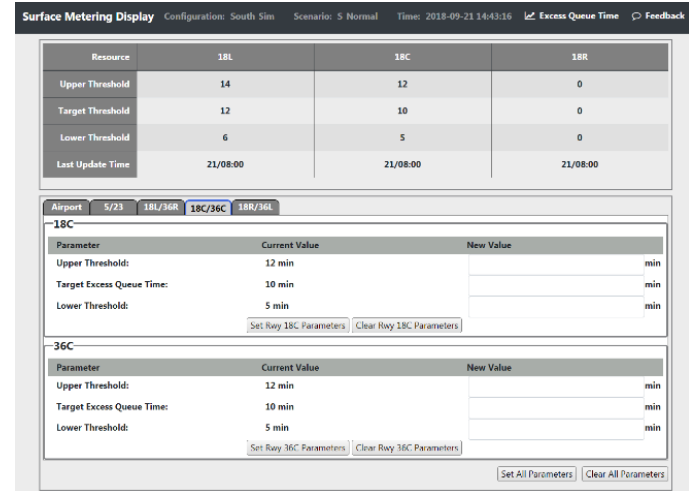 Surface Metering Display Configuration: South Sim Scenario: S Normal Time: 2018-09-21 14:43:16 Excess Queue Time Feedback
Resource 18L 18C 18R
Upper Threshold 14 12 0
Target Threshold 12 10 0
Lower Threshold 6 5 0
Last Update Time 21/08:00 21/08:00 21/08:00
Airport 5/23 18L/36R 18C/36C 18R/36L
18C
Parameter Current Value New Value
Upper Threshold: 12 min min
Target Excess Queue Time: 10 min min
Lower Threshold: 5 min min
Set Rwy 18C Parameters Clear Rwy 18C Parameters
36C
Parameter Current Value New Value
Upper Threshold: 12 min min
Target Excess Queue Time: 10 min min
Lower Threshold: 5 min min
Set Rwy 36C Parameters Clear Rwy 36C Parameters
Set All Parameters Clear All Parameters